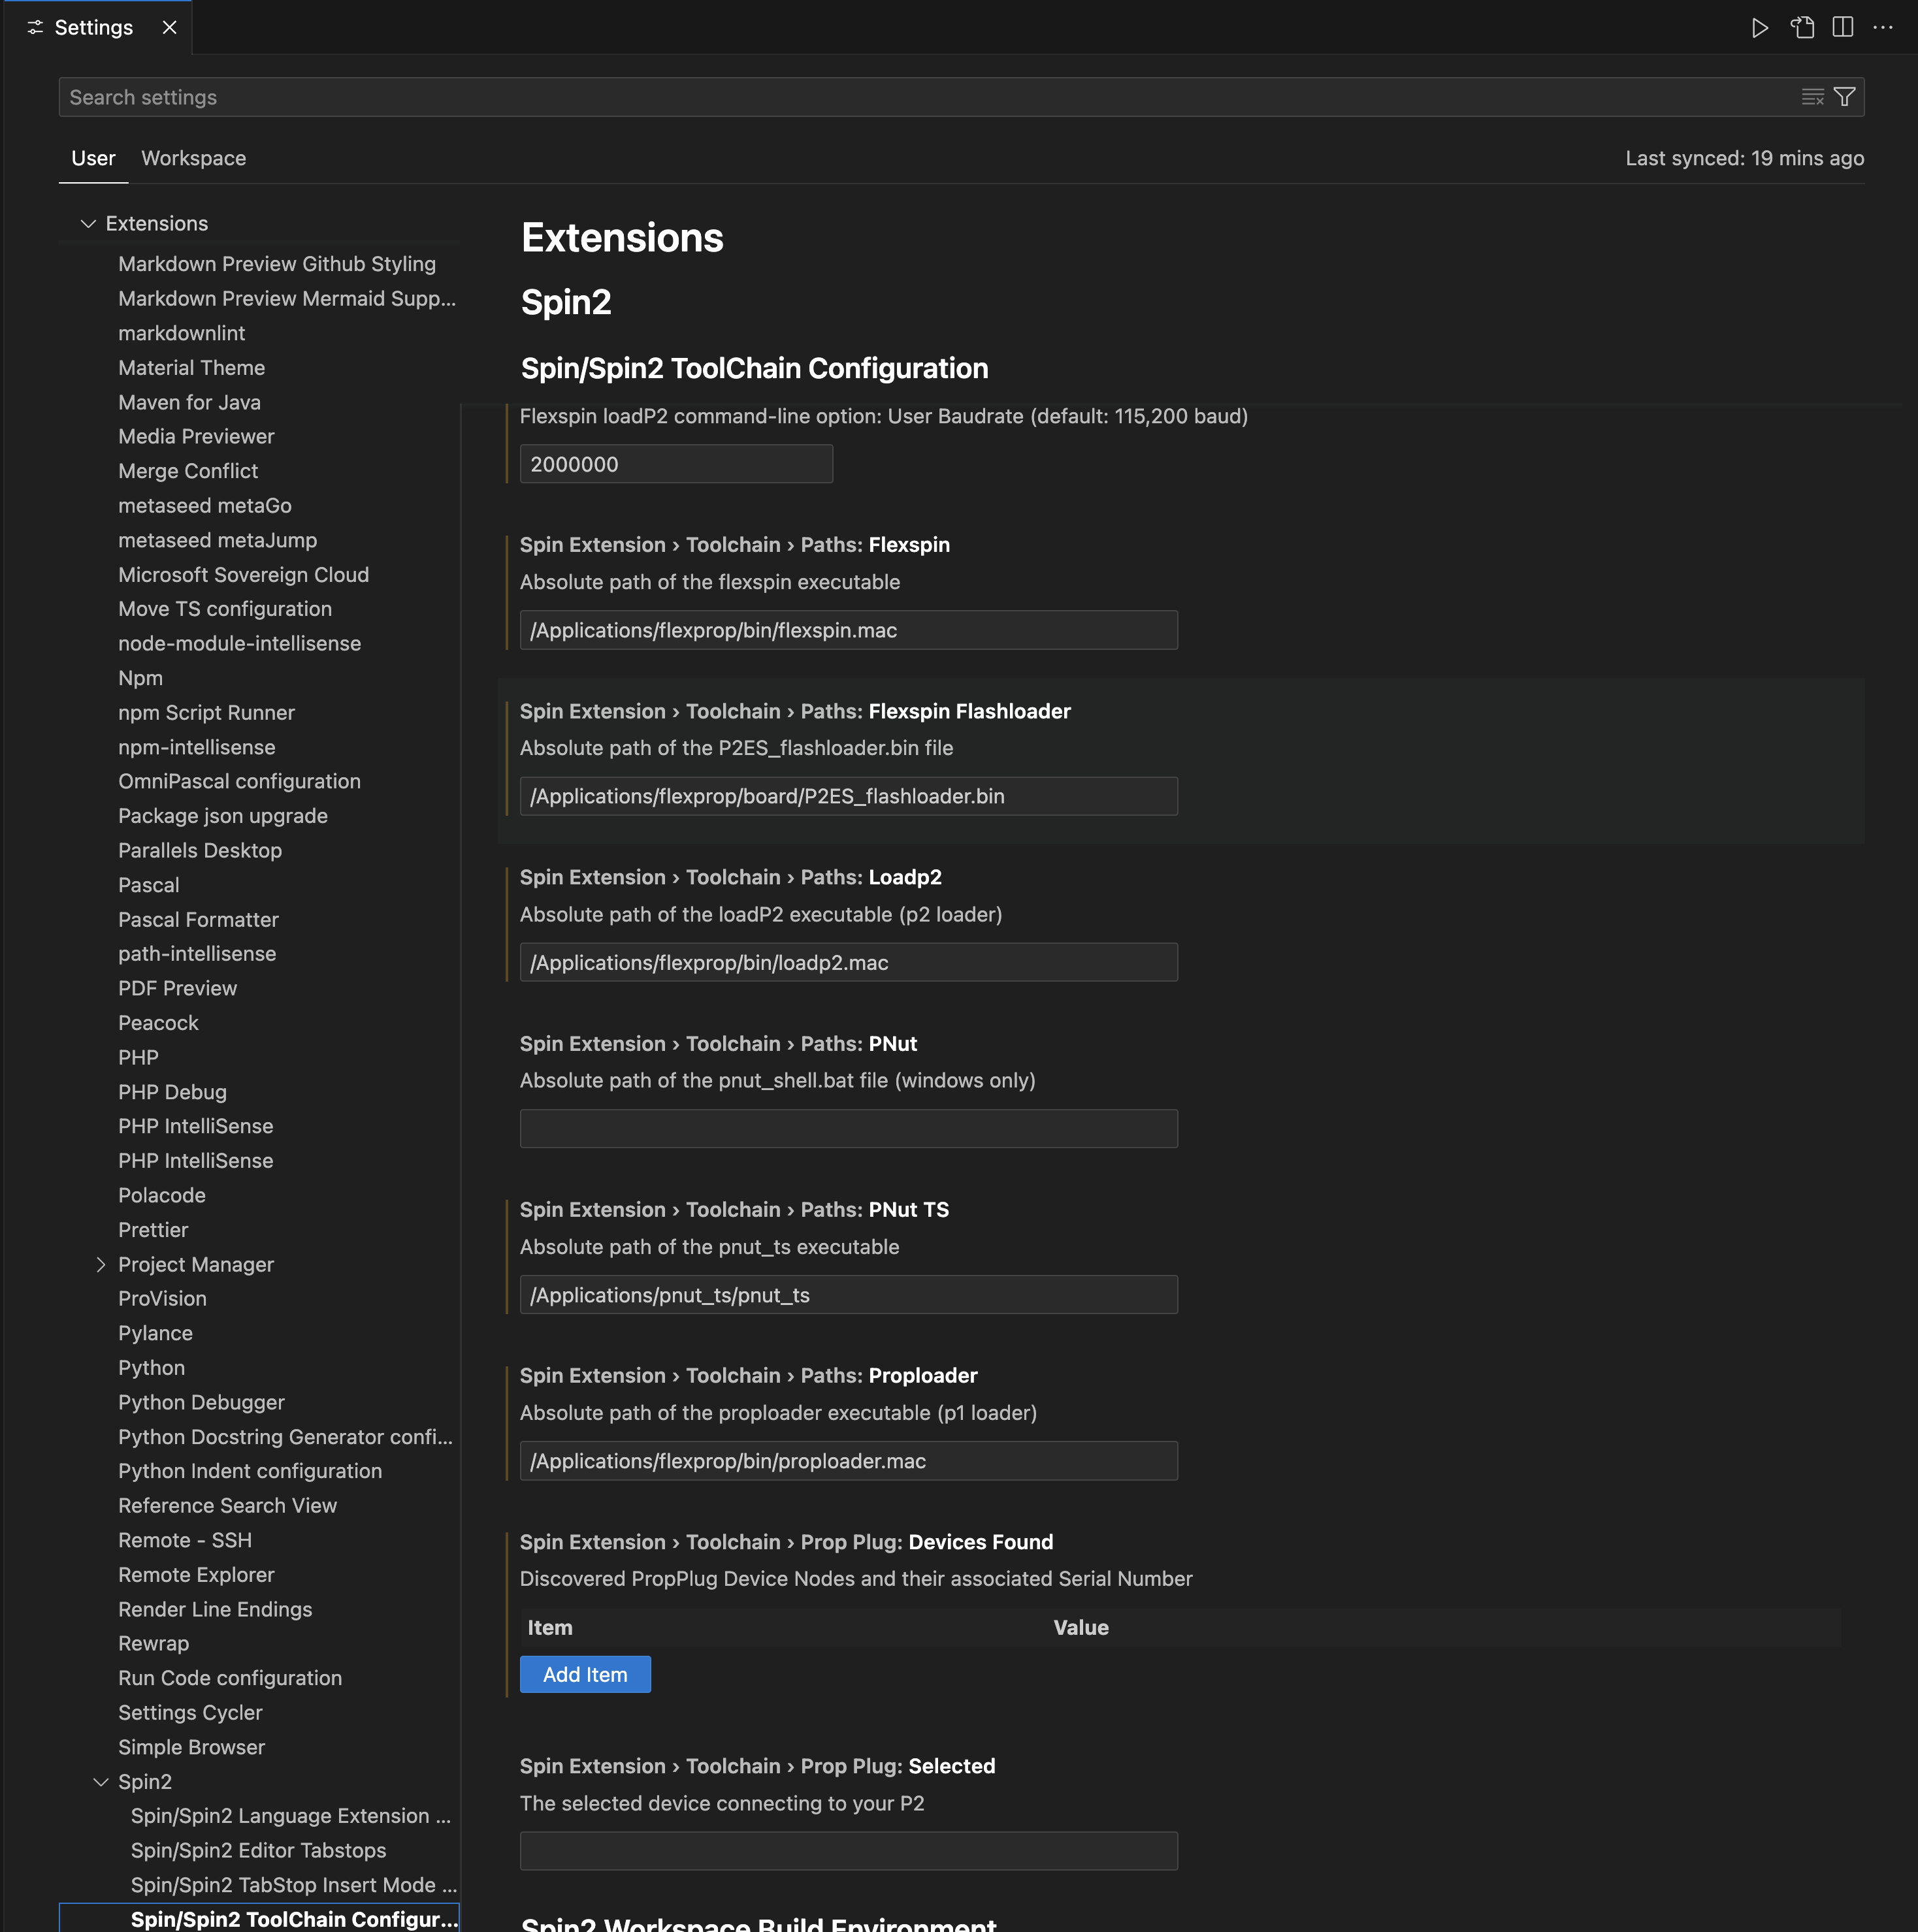 Settings
Search settings
User
Workspace
Last synced: 19 mins ago
Extensions
Markdown Preview Github Styling
Markdown Preview Mermaid Supp...
markdownlint
Material Theme
Maven for Java
Media Previewer
Merge Conflict
metaseed metaGo
metaseed metaJump
Microsoft Sovereign Cloud
Move TS configuration
node-module-intellisense
Npm
npm Script Runner
npm-intellisense
OmniPascal configuration
Package json upgrade
Parallels Desktop
Pascal
Pascal Formatter
path-intellisense
PDF Preview
Peacock
PHP
PHP Debug
PHP IntelliSense
PHP IntelliSense
Polacode
Prettier
Project Manager
ProVision
Pylance
Python
Python Debugger
Python Docstring Generator confi...
Python Indent configuration
Reference Search View
Remote - SSH
Remote Explorer
Render Line Endings
Rewrap
Run Code configuration
Settings Cycler
Simple Browser
Spin2
Spin/Spin2 Language Extension ...
Spin/Spin2 Editor Tabstops
Spin/Spin2 TabStop Insert Mode ...
Spin/Spin2 ToolChain Configur...
Extensions
Spin2
Spin/Spin2 ToolChain Configuration
Flexspin loadP2 command-line option: User Baudrate (default: 115,200 baud)
2000000
Spin Extension › Toolchain › Paths: Flexspin
Absolute path of the flexspin executable
/Applications/flexprop/bin/flexspin.mac
Spin Extension › Toolchain › Paths: Flexspin Flashloader
Absolute path of the P2ES_flashloader.bin file
/Applications/flexprop/board/P2ES_flashloader.bin
Spin Extension › Toolchain › Paths: Loadp2
Absolute path of the loadP2 executable (p2 loader)
/Applications/flexprop/bin/loadp2.mac
Spin Extension › Toolchain › Paths: PNut
Absolute path of the pnut_shell.bat file (windows only)
Spin Extension › Toolchain › Paths: PNut TS
Absolute path of the pnut_ts executable
/Applications/pnut_ts/pnut_ts
Spin Extension › Toolchain › Paths: Proploader
Absolute path of the proploader executable (p1 loader)
/Applications/flexprop/bin/proploader.mac
Spin Extension › Toolchain › Prop Plug: Devices Found
Discovered PropPlug Device Nodes and their associated Serial Number
Item
Value
Add Item
Spin Extension › Toolchain › Prop Plug: Selected
The selected device connecting to your P2
Spin2 Workspace Build Environment